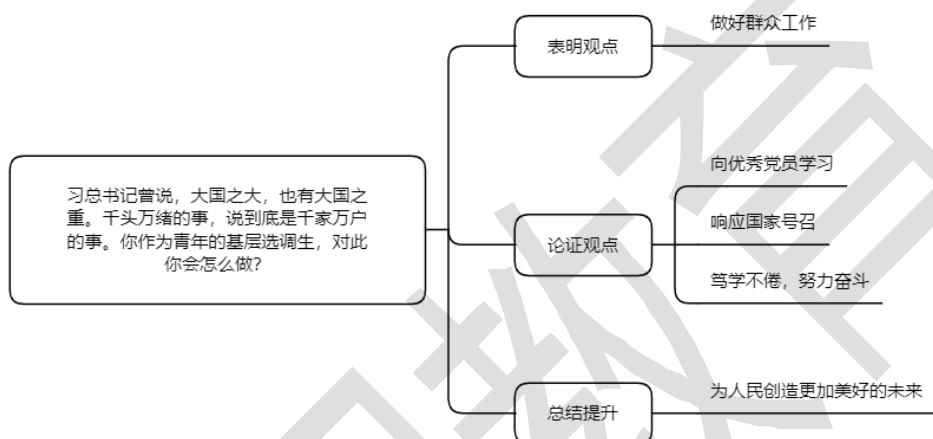 习总书记曾说，大国之大，也有大国之
重。千头万绪的事，说到底是千家万户
的事。你作为青年的基层选调生，对此
你会怎么做？
表明观点
做好群众工作
论证观点
向优秀党员学习
响应国家号召
笃学不倦，努力奋斗
总结提升
为人民创造更加美好的未来